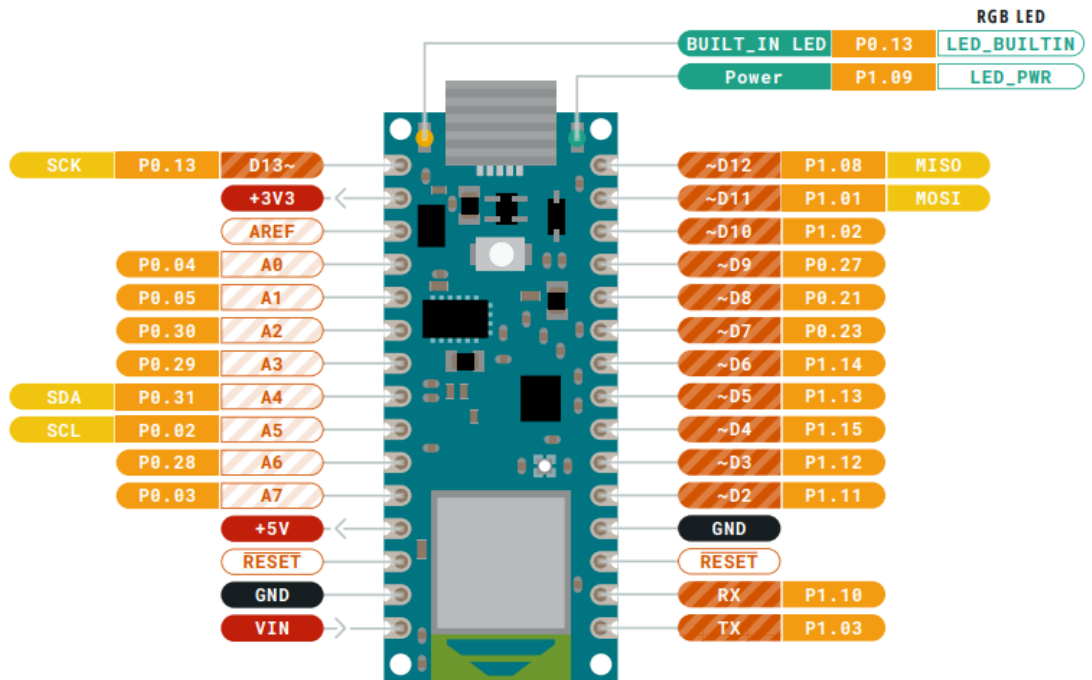 RGB LED
BUILT_IN LED P0.13 LED_BUILTIN
Power P1.09 LED_PWR
SCK P0.13 D13~
+3V3
AREF
P0.04 A0
P0.05 A1
P0.30 A2
P0.29 A3
SDA P0.31 A4
SCL P0.02 A5
P0.28 A6
P0.03 A7
+5V
RESET
GND
VIN
~D12 P1.08 MISO
~D11 P1.01 MOSI
~D10 P1.02
~D9 P0.27
~D8 P0.21
~D7 P0.23
~D6 P1.14
~D5 P1.13
~D4 P1.15
~D3 P1.12
~D2 P1.11
GND
RESET
RX P1.10
TX P1.03